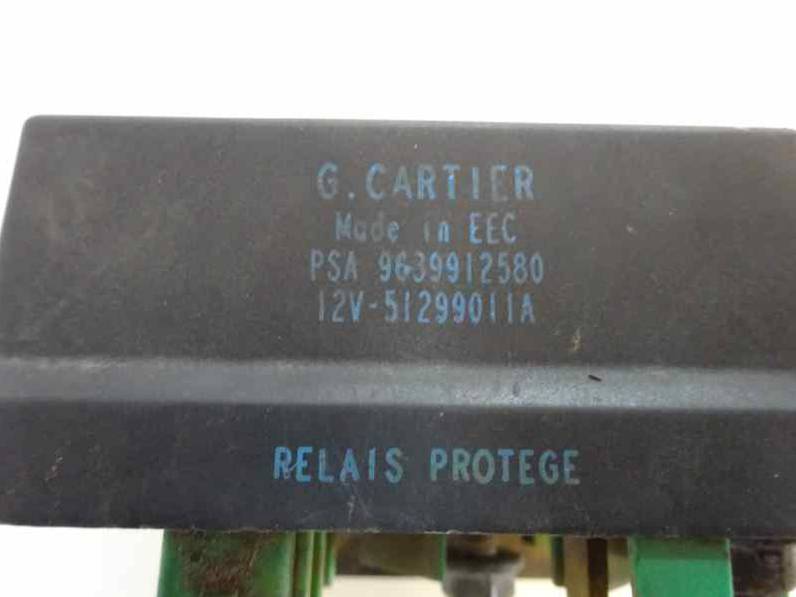 G. CARTIER
Made in EEC
PSA 9639912580
12V-51299011A
RELAIS PROTEGE